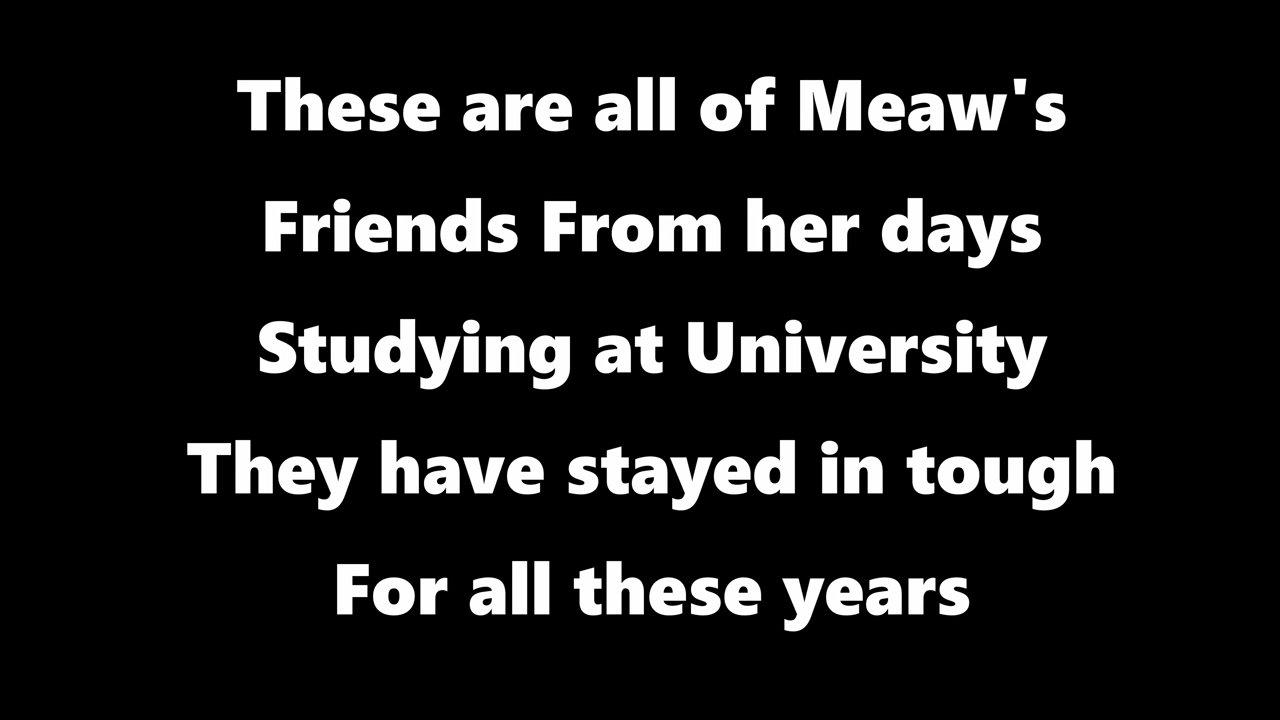 These are all of Meaw's
Friends From her days
Studying at University
They have stayed in tough
For all these years